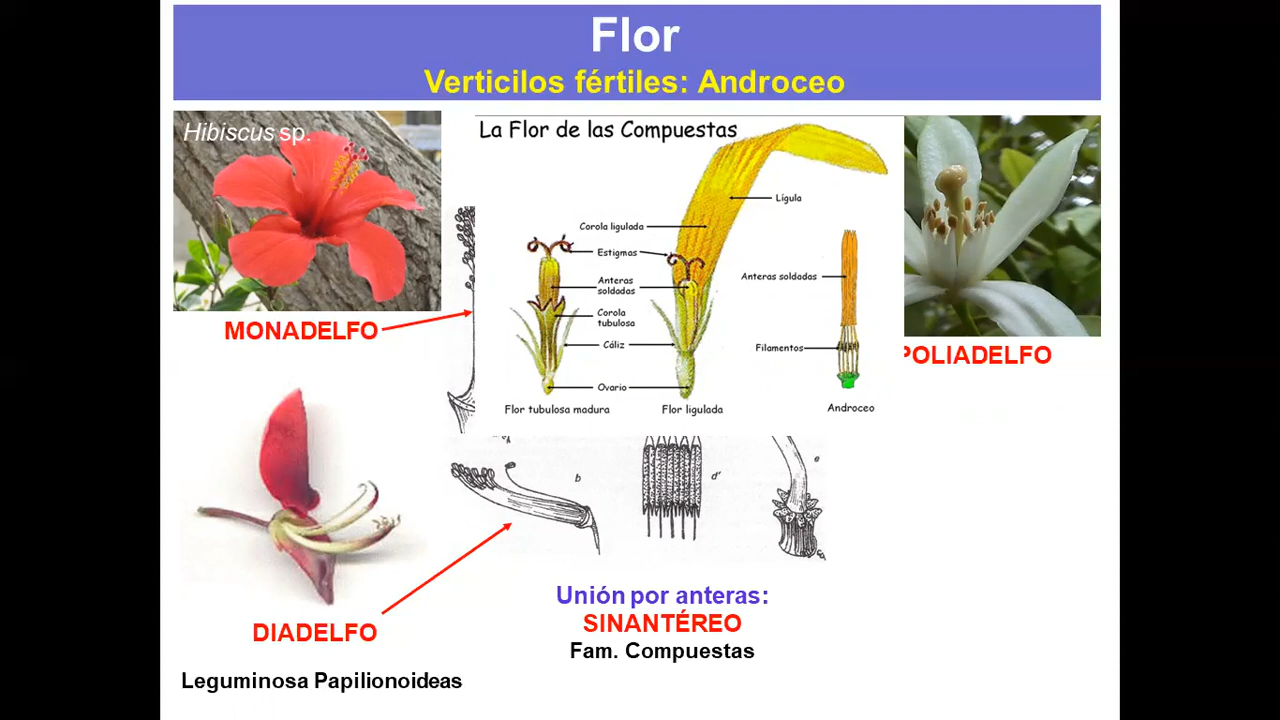 Flor
Verticilos fértiles: Androceo
Hibiscus sp.
La Flor de las Compuestas
Lígula
Corola ligulada
Estigmas
Anteras soldadas
Anteras
soldadas
Corola
tubulosa
Cáliz
Filamentos
Ovario
Flor tubulosa madura
Flor ligulada
Androceo
MONADELFO
POLIADELFO
b
d'
e
Unión por anteras:
SINANTÉREO
Fam. Compuestas
DIADELFO
Leguminosa Papilionoideas